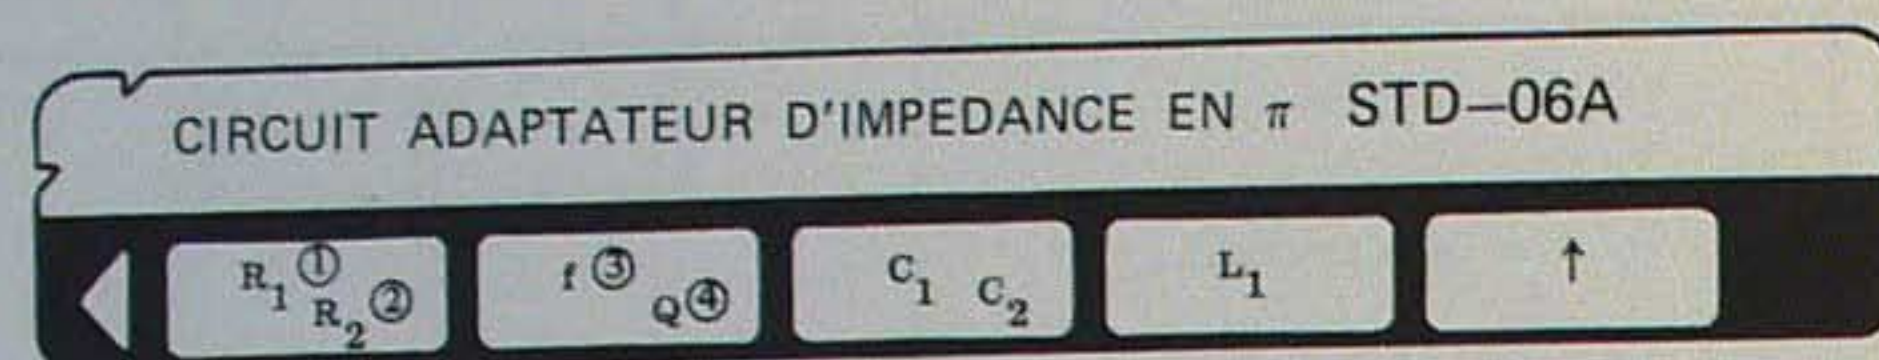 CIRCUIT ADAPTATEUR D'IMPEDANCE EN π STD–06A
R₁ ① R₂ ② f ③ Q ④ C₁ C₂ L₁ ↑